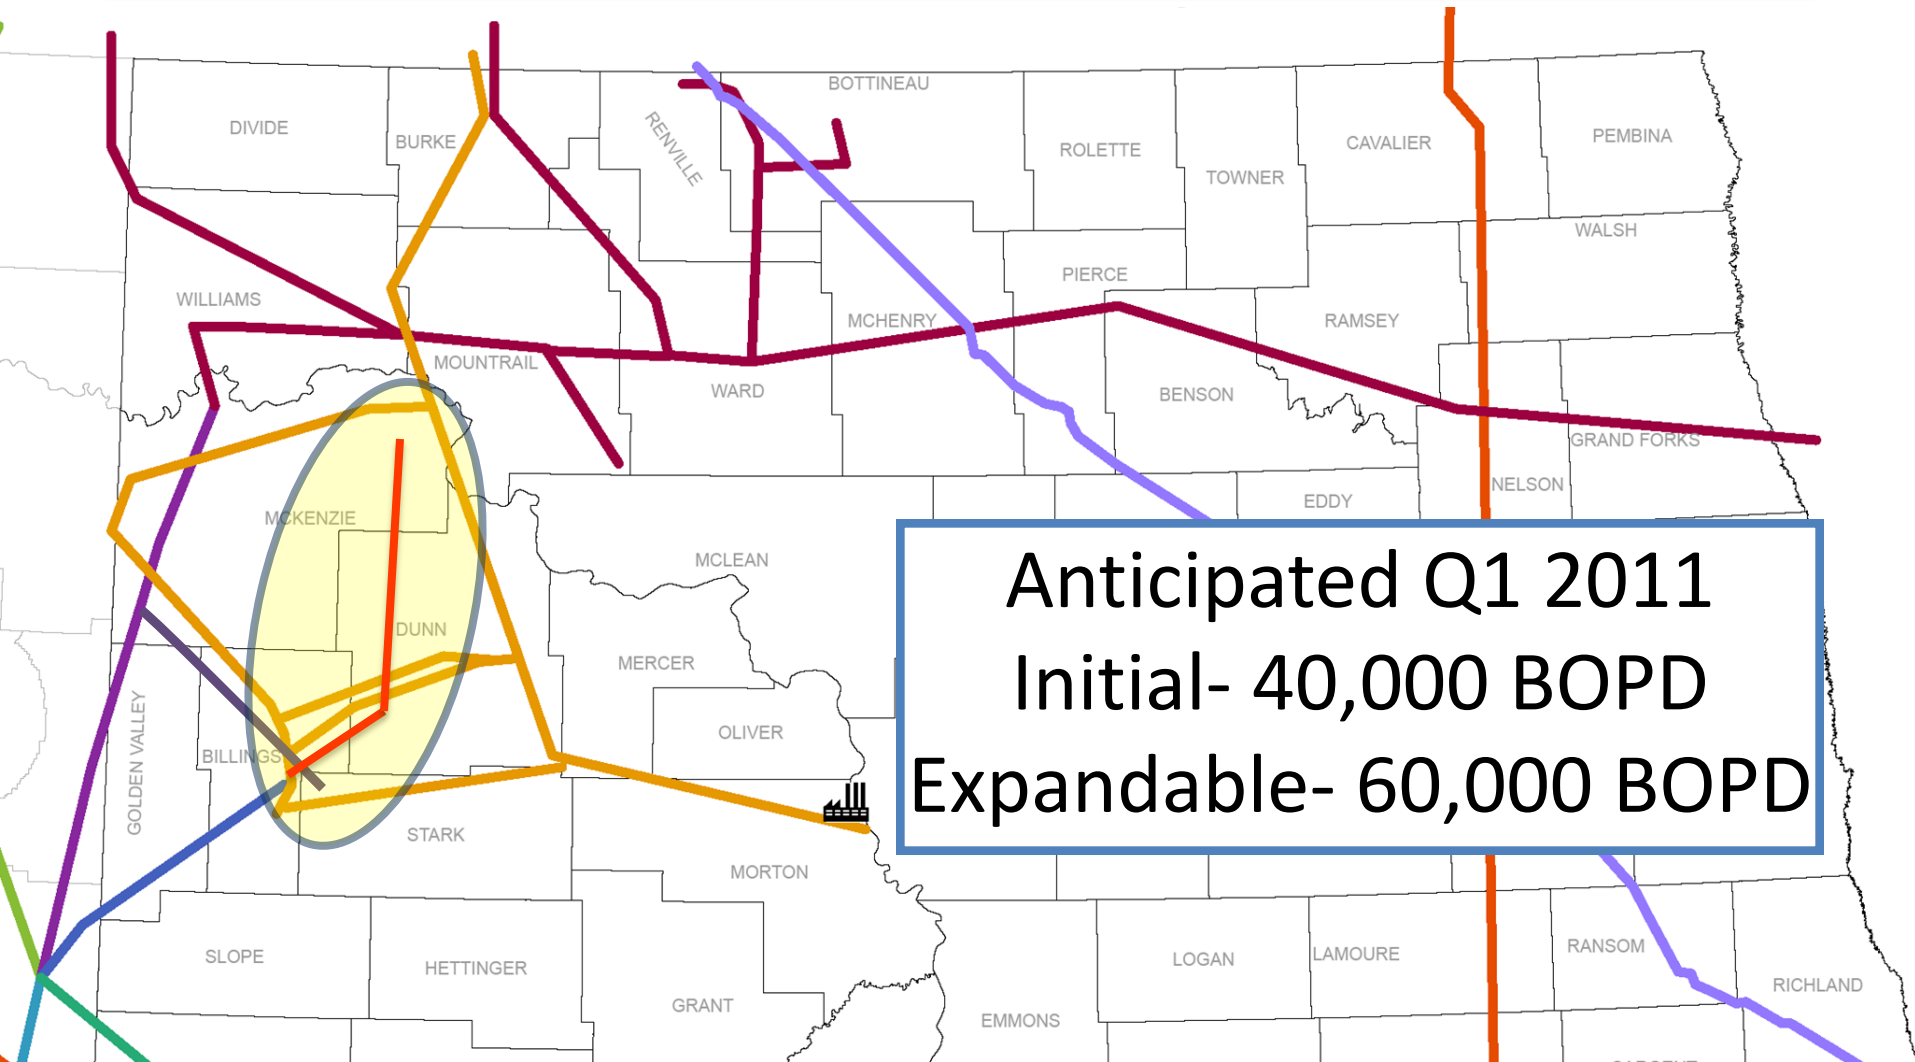 BOTTINEAU
DIVIDE
BURKE
RENVILLE
ROLETTE
CAVALIER
PEMBINA
TOWNER
WALSH
WILLIAMS
PIERCE
MCHENRY
RAMSEY
MOUNTRAIL
WARD
BENSON
GRAND FORKS
NELSON
EDDY
MCKENZIE
MCLEAN
DUNN
MERCER
GOLDEN VALLEY
BILLINGS
OLIVER
STARK
MORTON
Anticipated Q1 2011
Initial- 40,000 BOPD
Expandable- 60,000 BOPD
SLOPE
HETTINGER
GRANT
EMMONS
LOGAN
LAMOURE
RANSOM
RICHLAND